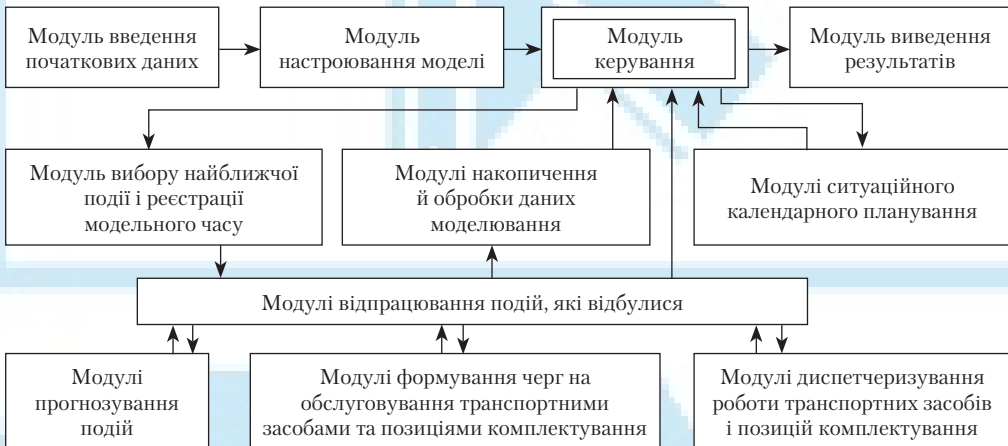 Модуль введення
початкових даних
Модуль
настроювання моделі
Модуль
керування
Модуль виведення
результатів
Модуль вибору найближчої
події і реєстрації
модельного часу
Модулі накопичення
й обробки даних
моделювання
Модулі ситуаційного
календарного планування
Модулі відпрацювання подій, які відбулися
Модулі
прогнозування
подій
Модулі формування черг на
обслуговування транспортними
засобами та позиціями комплектування
Модулі диспетчеризування
роботи транспортних засобів
і позицій комплектування